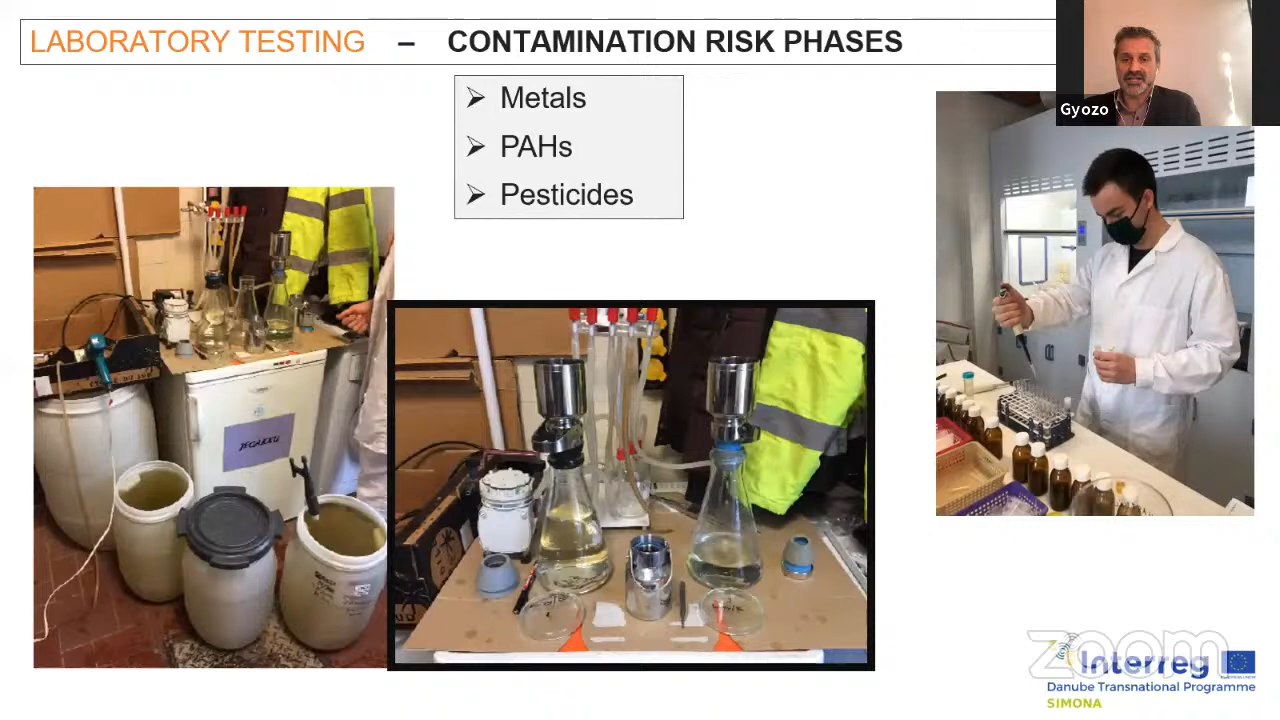 LABORATORY TESTING – CONTAMINATION RISK PHASES
Metals
PAHs
Pesticides
Gyozo
zoom
Interreg
Danube Transnational Programme
SIMONA